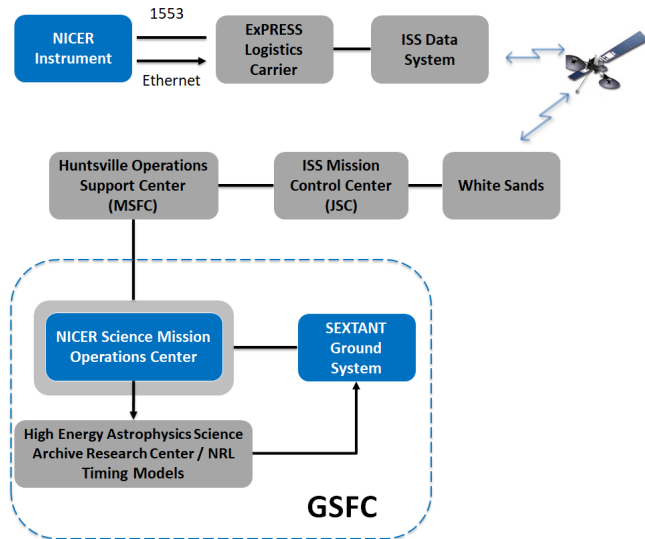 1553
NICER
Instrument
Ethernet
ExPRESS
Logistics
Carrier
ISS Data
System
Huntsville Operations
Support Center
(MSFC)
ISS Mission
Control Center
(JSC)
White Sands
NICER Science Mission
Operations Center
SEXTANT
Ground
System
High Energy Astrophysics Science
Archive Research Center / NRL
Timing Models
GSFC